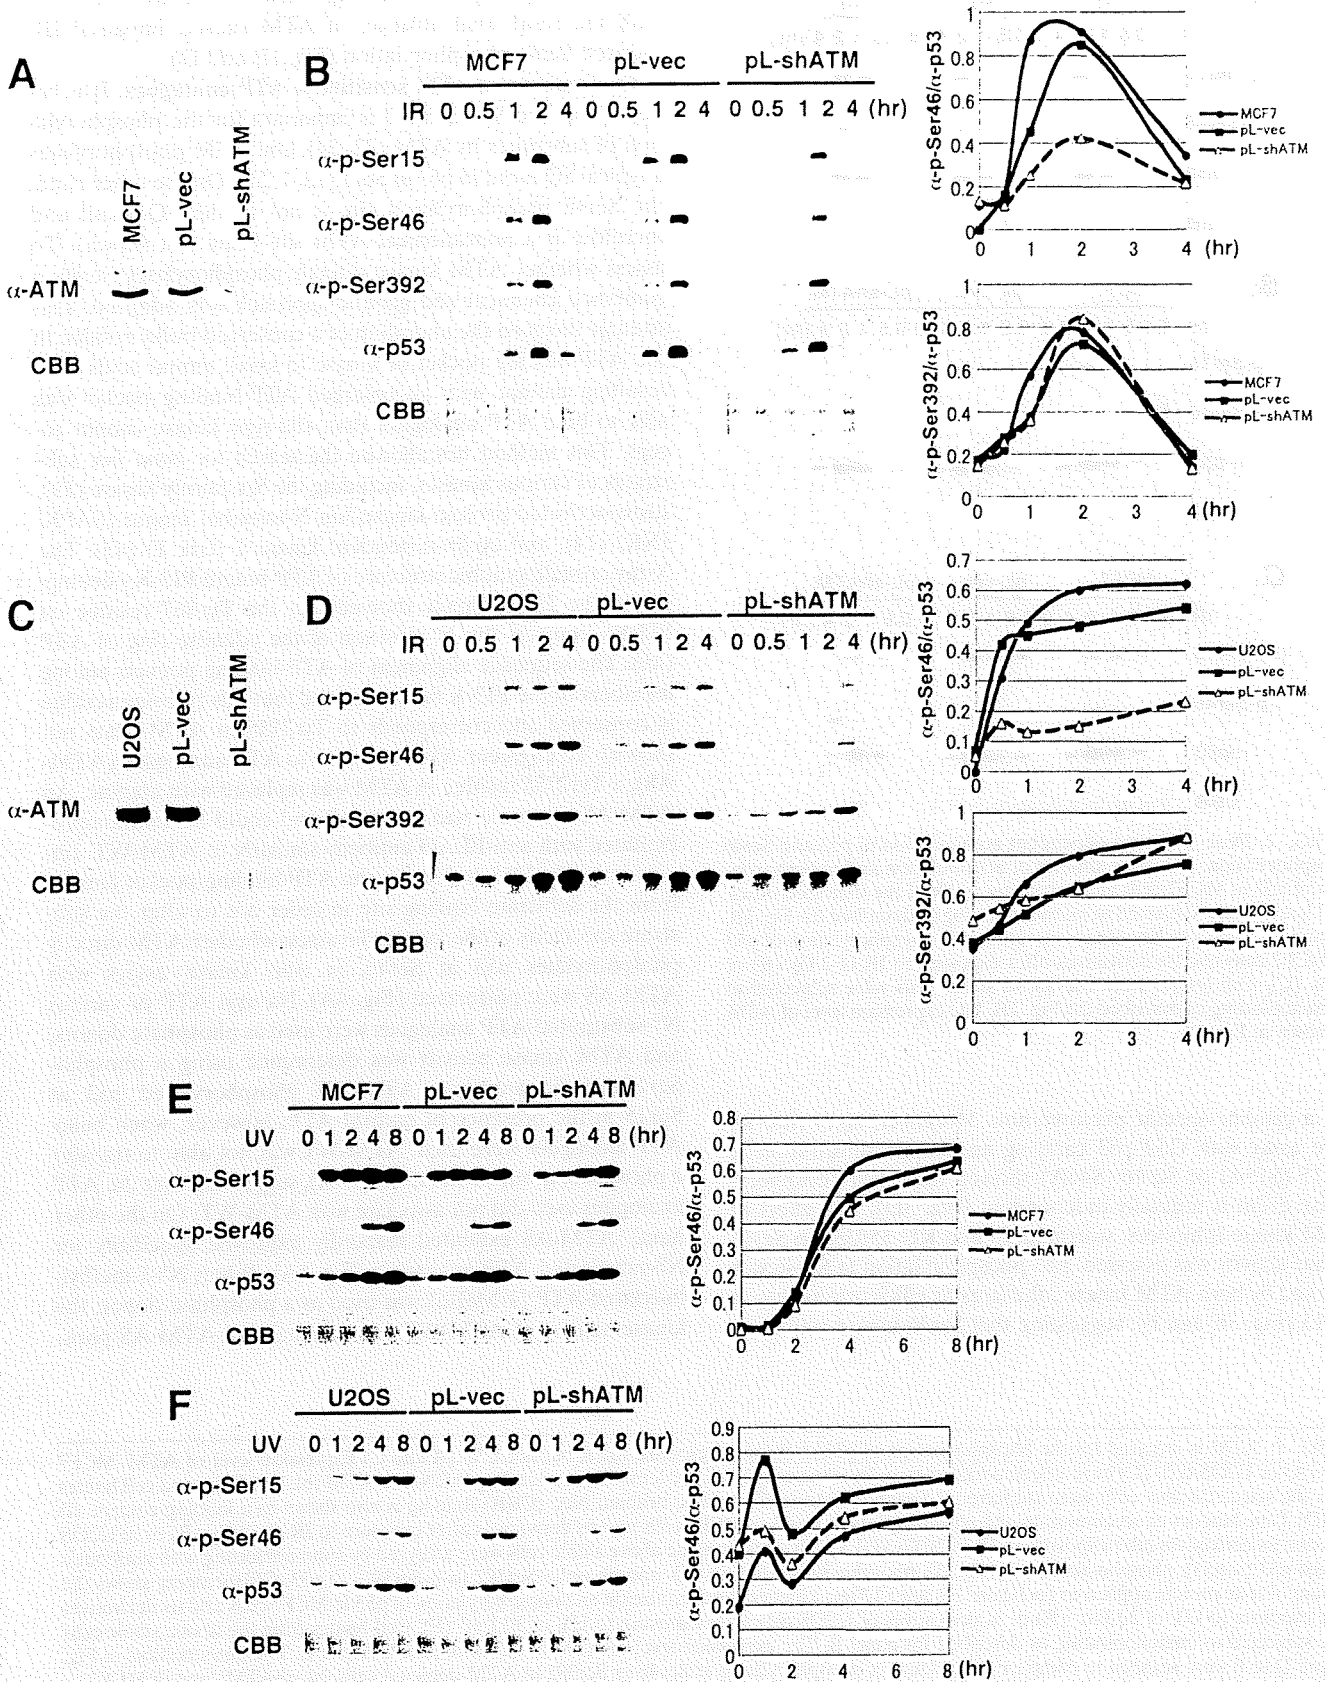 A
MCF7
pL-vec
pL-shATM
α-ATM
CBB
B
MCF7 pL-vec pL-shATM
IR 0 0.5 1 2 4 0 0.5 1 2 4 0 0.5 1 2 4 (hr)
α-p-Ser15
α-p-Ser46
α-p-Ser392
α-p53
CBB
α-p-Ser46/α-p53
1
0.8
0.6
0.4
0.2
0
0 1 2 3 4 (hr)
MCF7
pL-vec
pL-shATM
α-p-Ser392/α-p53
1
0.8
0.6
0.4
0.2
0
0 1 2 3 4 (hr)
MCF7
pL-vec
pL-shATM
C
U2OS
pL-vec
pL-shATM
α-ATM
CBB
D
U2OS pL-vec pL-shATM
IR 0 0.5 1 2 4 0 0.5 1 2 4 0 0.5 1 2 4 (hr)
α-p-Ser15
α-p-Ser46
α-p-Ser392
α-p53
CBB
α-p-Ser46/α-p53
0.7
0.6
0.5
0.4
0.3
0.2
0.1
0
0 1 2 3 4 (hr)
U2OS
pL-vec
pL-shATM
α-p-Ser392/α-p53
1
0.8
0.6
0.4
0.2
0
0 1 2 3 4 (hr)
U2OS
pL-vec
pL-shATM
E
MCF7 pL-vec pL-shATM
UV 0 1 2 4 8 0 1 2 4 8 0 1 2 4 8 (hr)
α-p-Ser15
α-p-Ser46
α-p53
CBB
α-p-Ser46/α-p53
0.8
0.7
0.6
0.5
0.4
0.3
0.2
0.1
0
0 2 4 6 8 (hr)
MCF7
pL-vec
pL-shATM
F
U2OS pL-vec pL-shATM
UV 0 1 2 4 8 0 1 2 4 8 0 1 2 4 8 (hr)
α-p-Ser15
α-p-Ser46
α-p53
CBB
α-p-Ser46/α-p53
0.9
0.8
0.7
0.6
0.5
0.4
0.3
0.2
0.1
0
0 2 4 6 8 (hr)
U2OS
pL-vec
pL-shATM